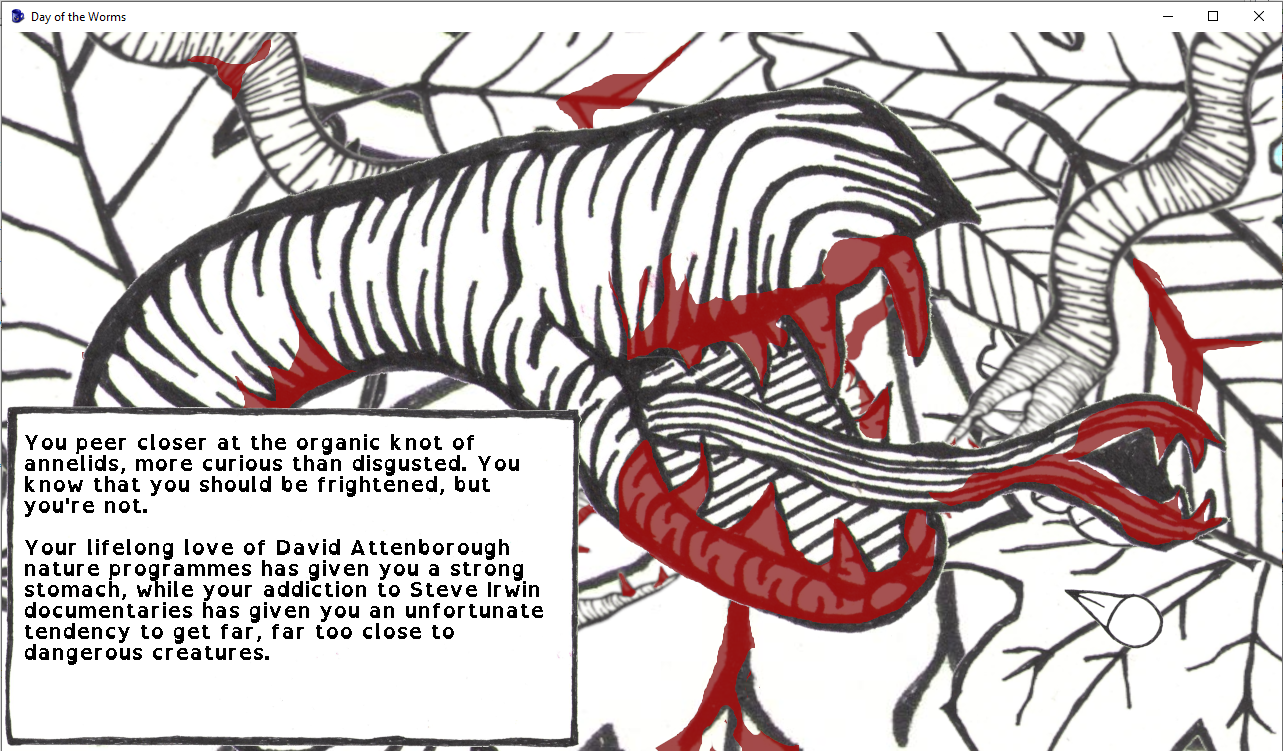 Day of the Worms
You peer closer at the organic knot of
annelids, more curious than disgusted. You
know that you should be frightened, but
you're not.
Your lifelong love of David Attenborough
nature programmes has given you a strong
stomach, while your addiction to Steve Irwin
documentaries has given you an unfortunate
tendency to get far, far too close to
dangerous creatures.